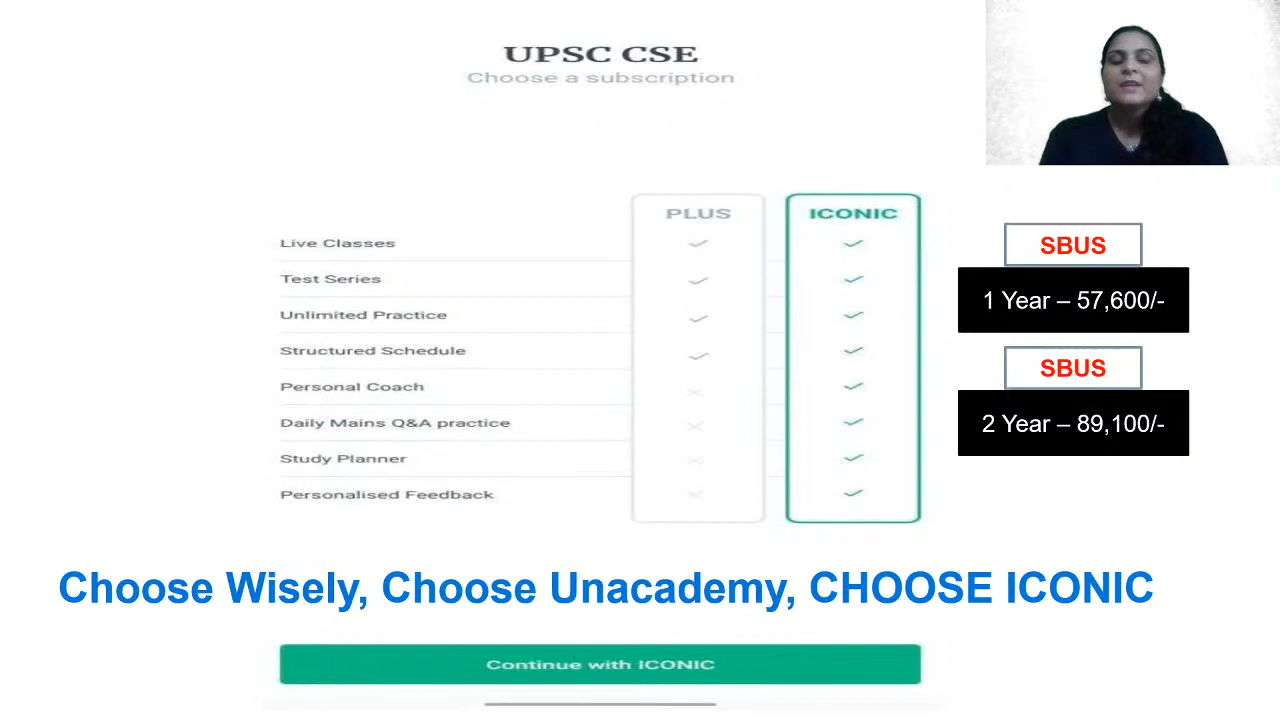 UPSC CSE
Choose a subscription
PLUS
ICONIC
Live Classes
Test Series
Unlimited Practice
Structured Schedule
Personal Coach
Daily Mains Q&A practice
Study Planner
Personalised Feedback
SBUS
1 Year – 57,600/-
SBUS
2 Year – 89,100/-
Choose Wisely, Choose Unacademy, CHOOSE ICONIC
Continue with ICONIC